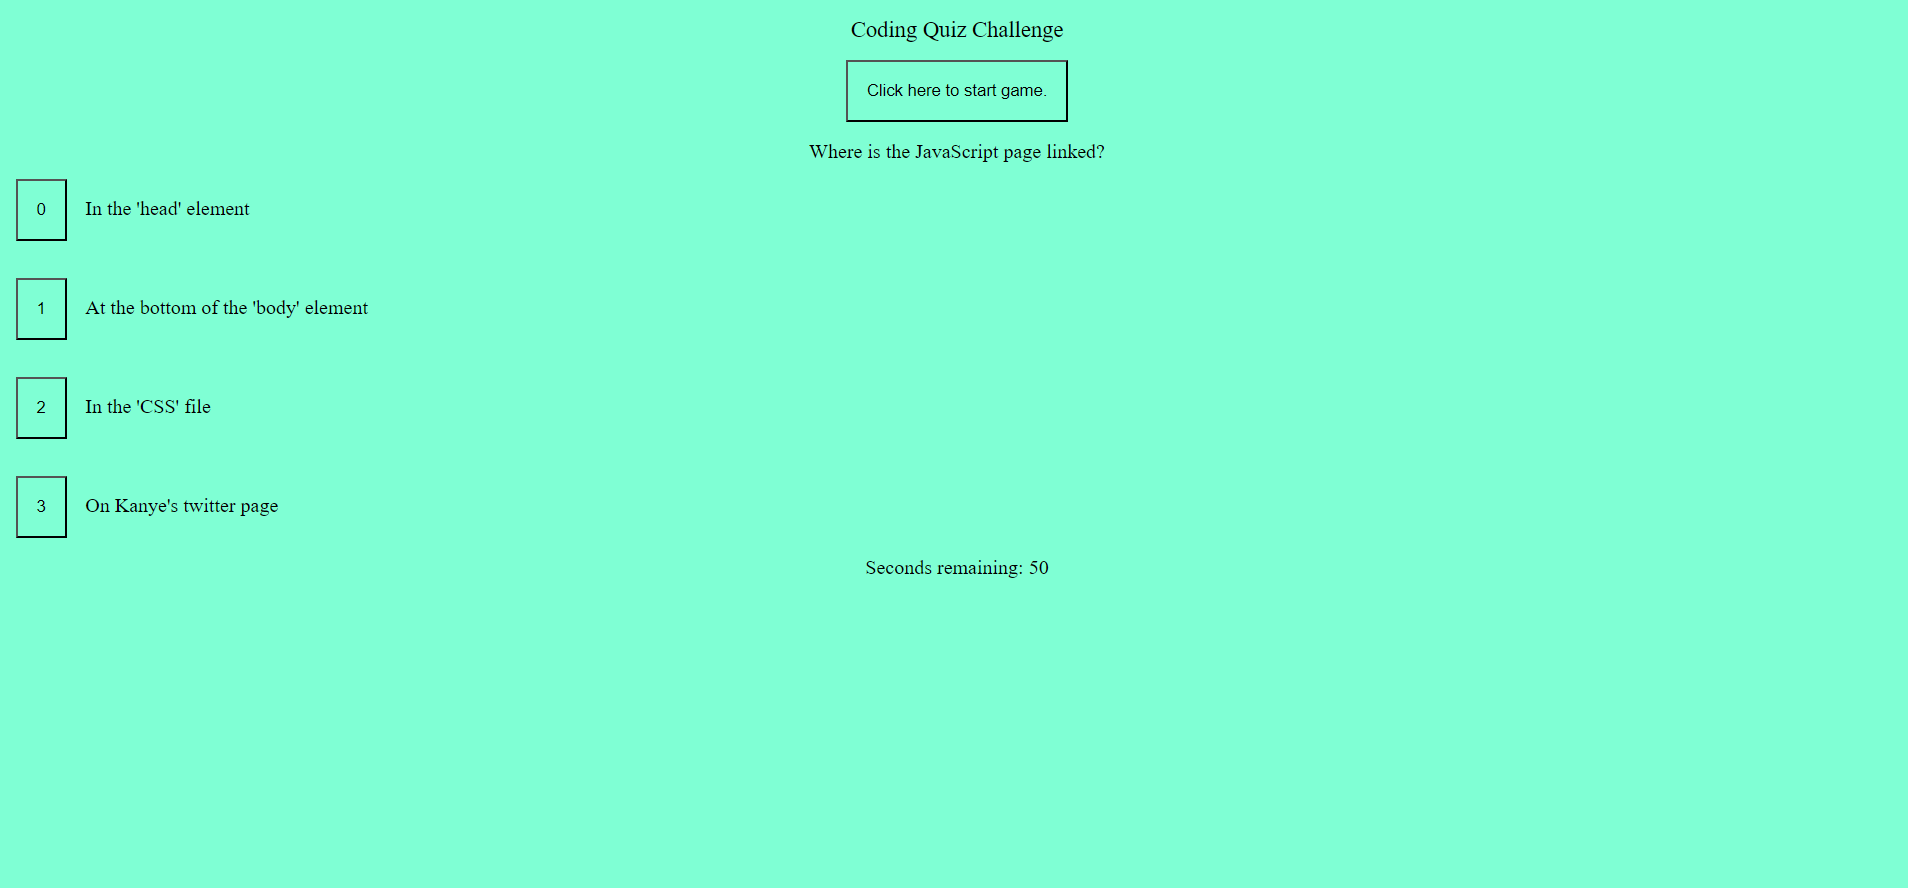 Coding Quiz Challenge
Click here to start game.
Where is the JavaScript page linked?
0 In the 'head' element
1 At the bottom of the 'body' element
2 In the 'CSS' file
3 On Kanye's twitter page
Seconds remaining: 50